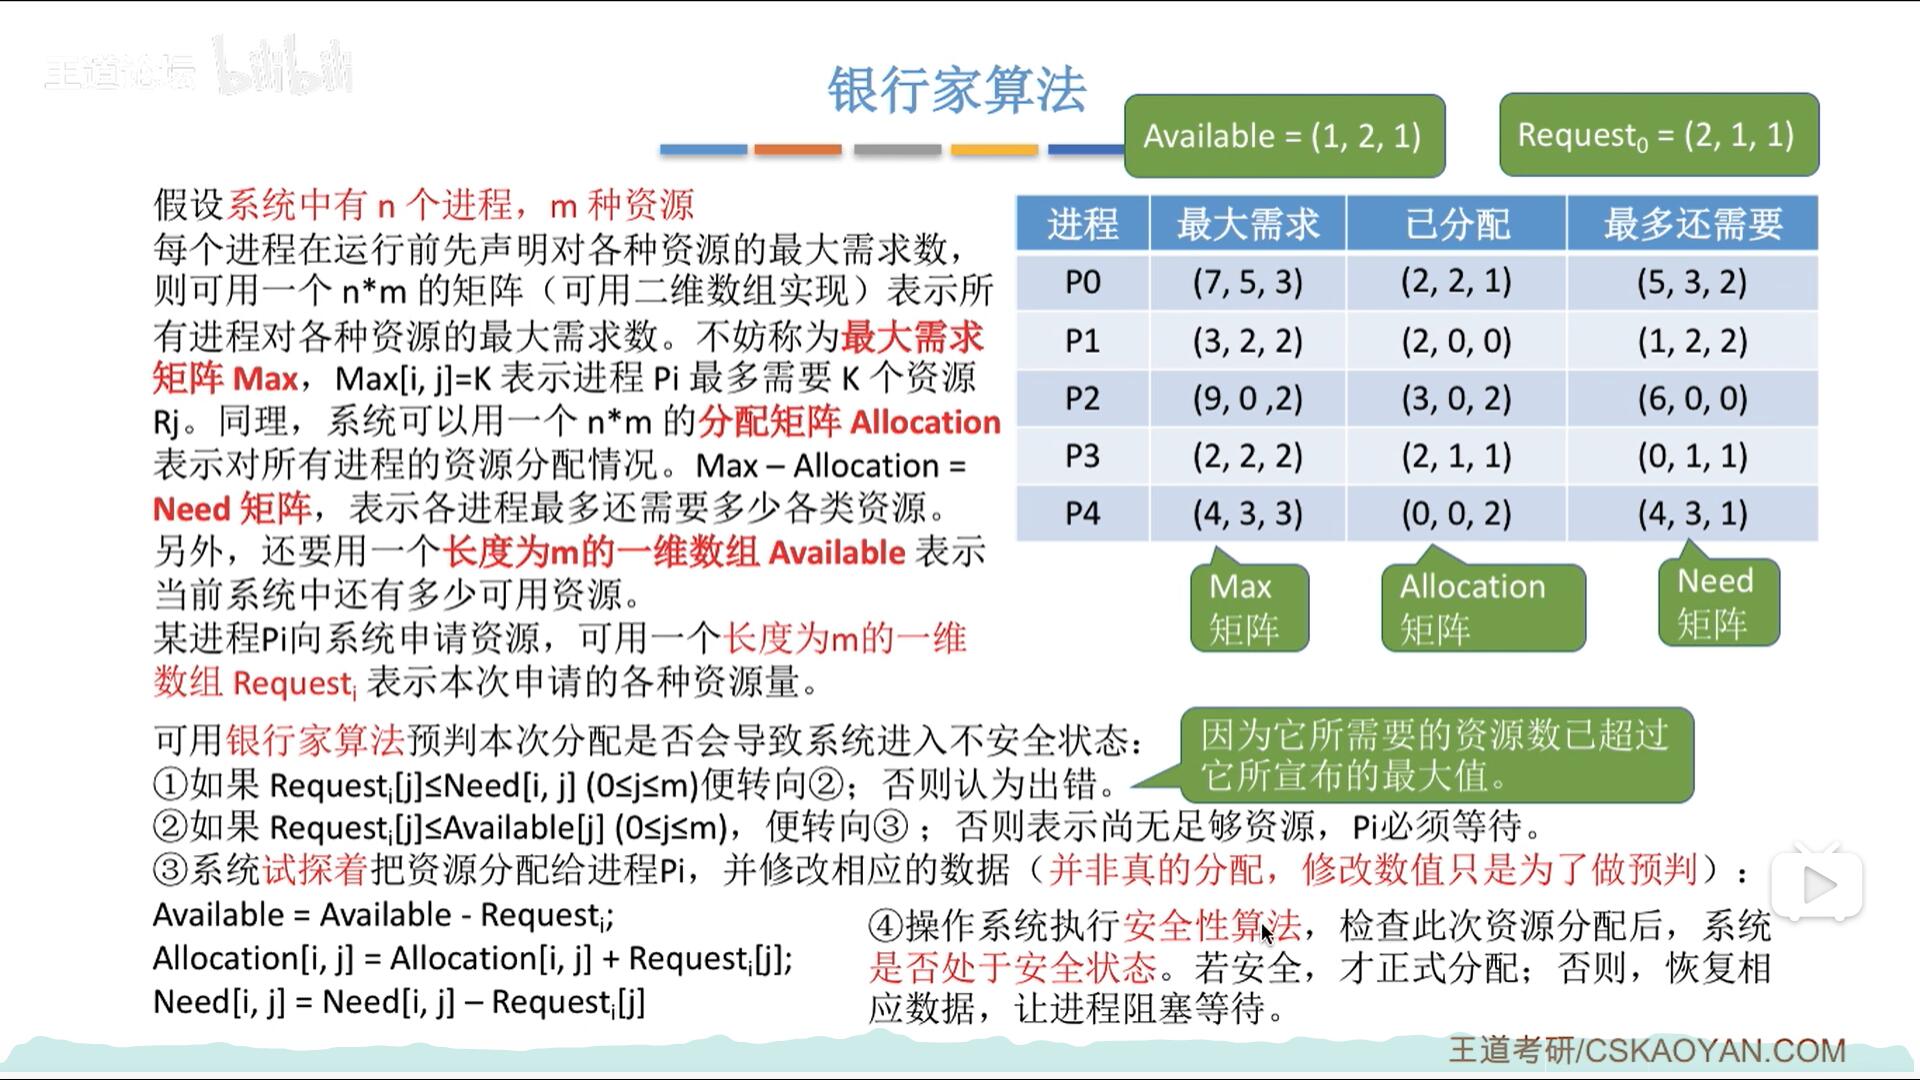 王道论坛 bilibili
银行家算法
Available = (1, 2, 1)
Request₀ = (2, 1, 1)
假设系统中有 n 个进程，m 种资源
每个进程在运行前先声明对各种资源的最大需求数，
则可用一个 n*m 的矩阵（可用二维数组实现）表示所
有进程对各种资源的最大需求数。不妨称为最大需求
矩阵 Max，Max[i, j]=K 表示进程 Pi 最多需要 K 个资源
Rj。同理，系统可以用一个 n*m 的分配矩阵 Allocation
表示对所有进程的资源分配情况。Max – Allocation =
Need 矩阵，表示各进程最多还需要多少各类资源。
另外，还要用一个长度为m的一维数组 Available 表示
当前系统中还有多少可用资源。
某进程Pi向系统申请资源，可用一个长度为m的一维
数组 Requestᵢ 表示本次申请的各种资源量。
进程 最大需求 已分配 最多还需要
P0 (7, 5, 3) (2, 2, 1) (5, 3, 2)
P1 (3, 2, 2) (2, 0, 0) (1, 2, 2)
P2 (9, 0 ,2) (3, 0, 2) (6, 0, 0)
P3 (2, 2, 2) (2, 1, 1) (0, 1, 1)
P4 (4, 3, 3) (0, 0, 2) (4, 3, 1)
Max
矩阵
Allocation
矩阵
Need
矩阵
可用银行家算法预判本次分配是否会导致系统进入不安全状态：
①如果 Requestᵢ[j]≤Need[i, j] (0≤j≤m)便转向②；否则认为出错。
因为它所需要的资源数已超过
它所宣布的最大值。
②如果 Requestᵢ[j]≤Available[j] (0≤j≤m)，便转向③；否则表示尚无足够资源，Pi必须等待。
③系统试探着把资源分配给进程Pi，并修改相应的数据（并非真的分配，修改数值只是为了做预判）：
Available = Available - Requestᵢ;
Allocation[i, j] = Allocation[i, j] + Requestᵢ[j];
Need[i, j] = Need[i, j] – Requestᵢ[j]
④操作系统执行安全性算法，检查此次资源分配后，系统
是否处于安全状态。若安全，才正式分配；否则，恢复相
应数据，让进程阻塞等待。
王道考研/CSKAOYAN.COM